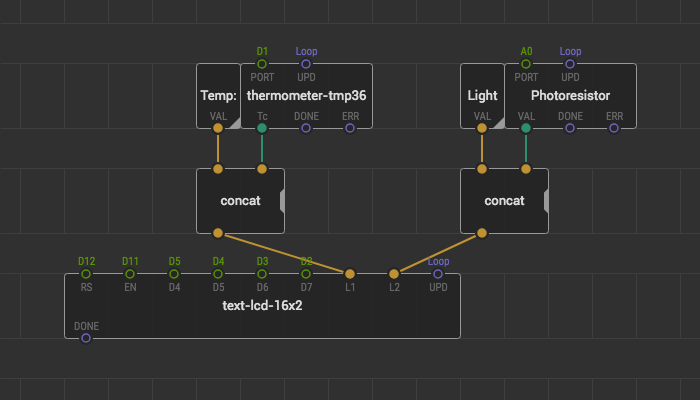 D1 Loop A0 Loop
PORT UPD PORT UPD
Temp: thermometer-tmp36 Light Photoresistor
VAL Tc DONE ERR VAL VAL DONE ERR
concat concat
D12 D11 D5 D4 D3 D2 Loop
RS EN D4 D5 D6 D7 L1 L2 UPD
text-lcd-16x2
DONE